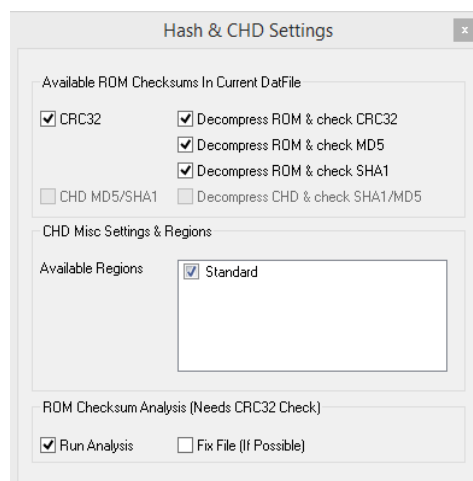 Hash & CHD Settings
x
Available ROM Checksums In Current DatFile
CRC32 Decompress ROM & check CRC32
Decompress ROM & check MD5
Decompress ROM & check SHA1
CHD MD5/SHA1 Decompress CHD & check SHA1/MD5
CHD Misc Settings & Regions
Available Regions Standard
ROM Checksum Analysis (Needs CRC32 Check)
Run Analysis Fix File (If Possible)